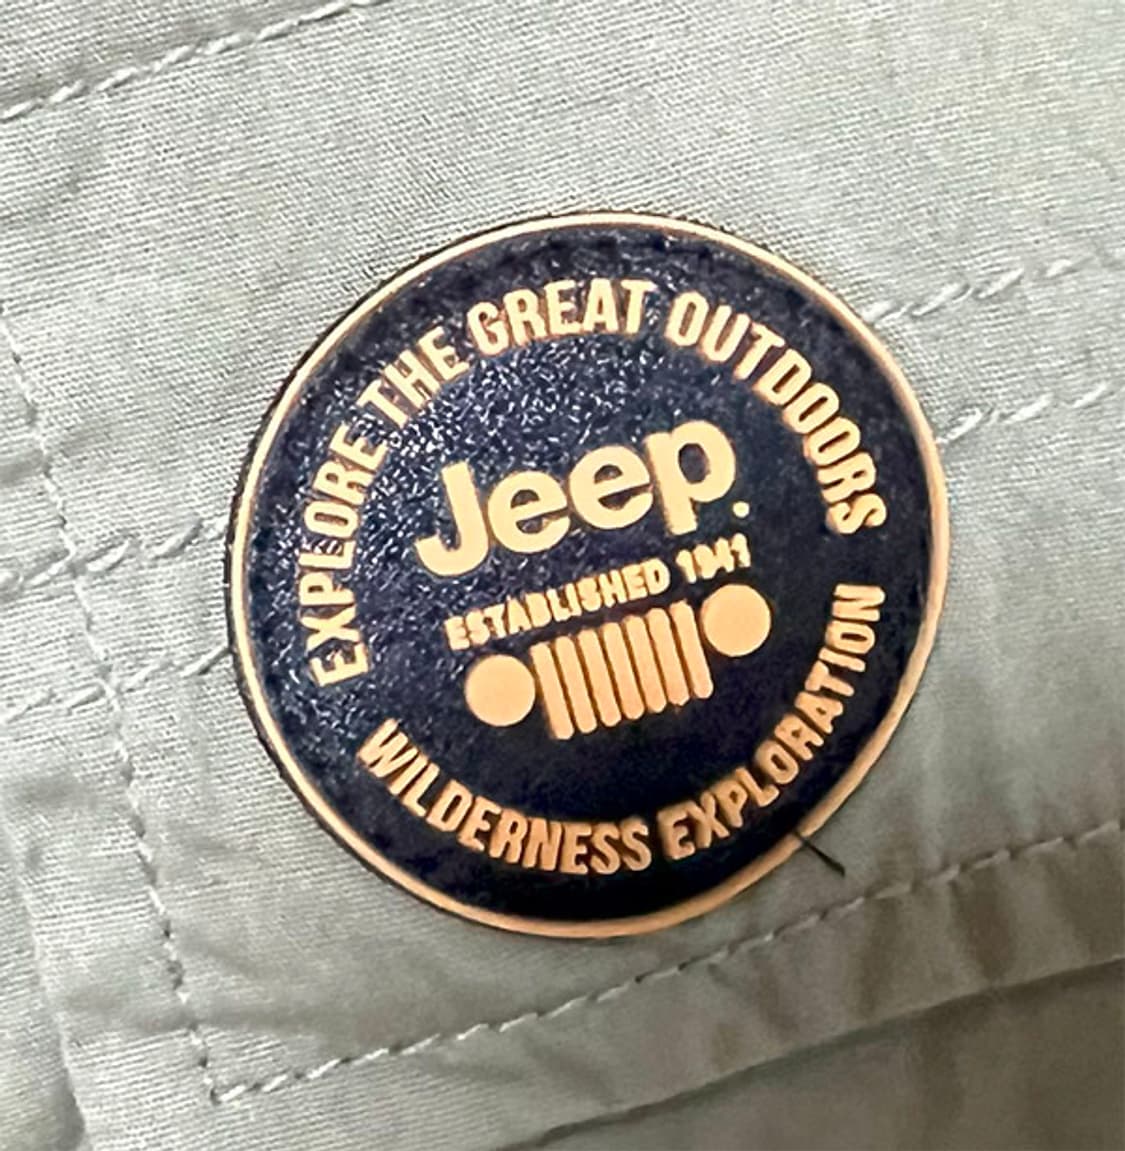 EXPLORE THE GREAT OUTDOORS
Jeep.
ESTABLISHED 1941
WILDERNESS EXPLORATION